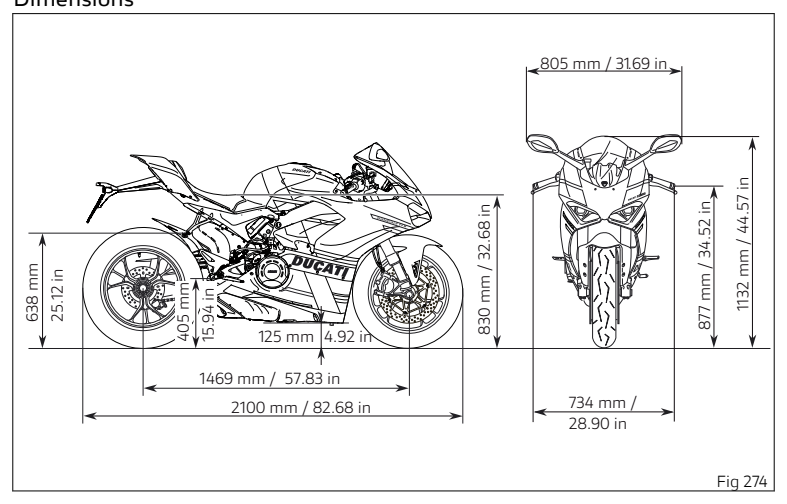 Dimensions
805 mm / 31.69 in
DUCATI
DUCATI
638 mm
25.12 in
405 mm
15.94 in
125 mm
4.92 in
830 mm / 32.68 in
877 mm / 34.52 in
1132 mm / 44.57 in
1469 mm / 57.83 in
2100 mm / 82.68 in
734 mm /
28.90 in
Fig 274